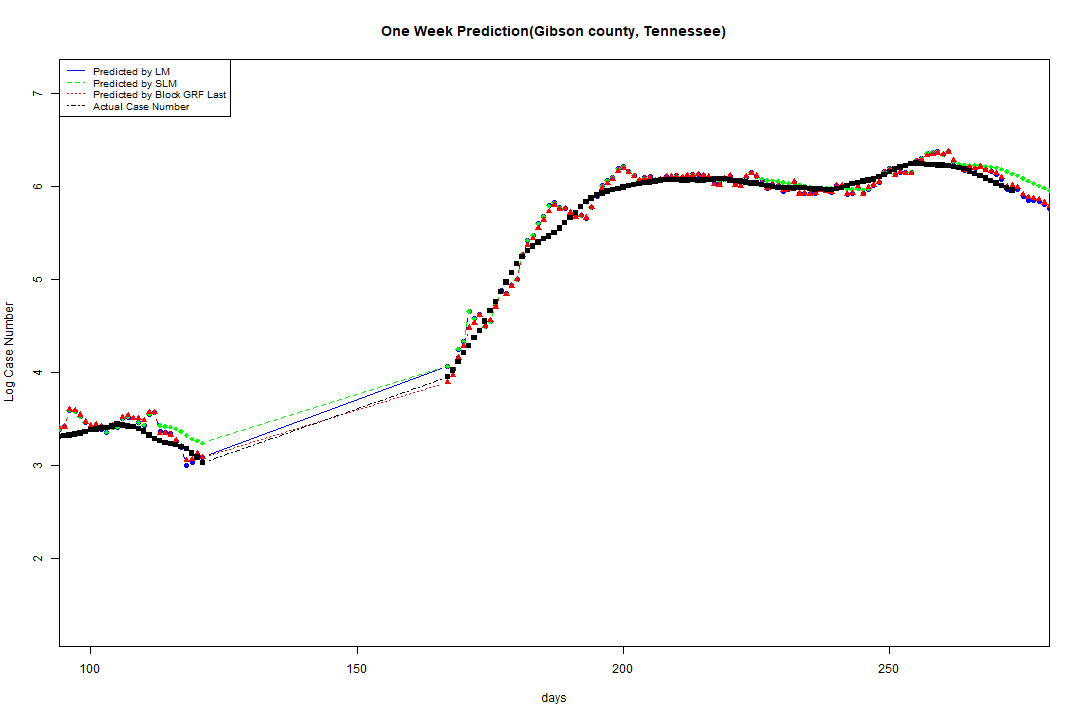 One Week Prediction(Gibson county, Tennessee)
Predicted by LM
Predicted by SLM
Predicted by Block GRF Last
Actual Case Number
7
6
5
4
3
2
Log Case Number
100 150 200 250
days